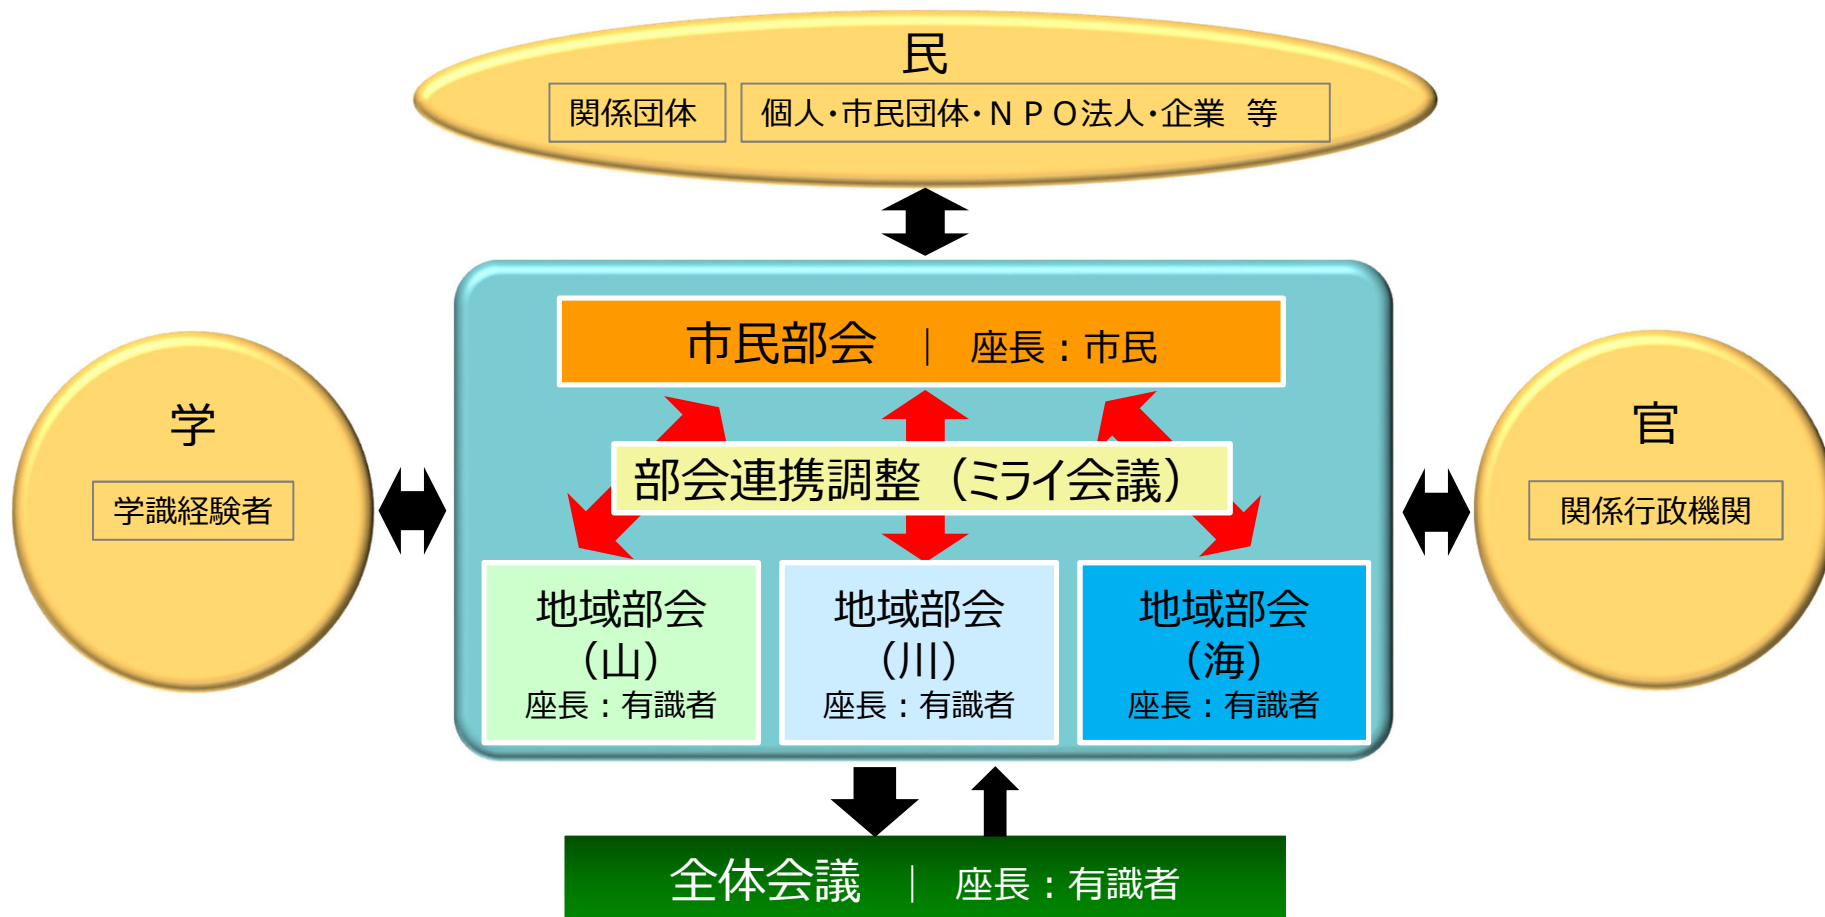 民
関係団体
個人・市民団体・ＮＰＯ法人・企業 等
市民部会 ｜ 座長：市民
学
学識経験者
部会連携調整（ミライ会議）
官
関係行政機関
地域部会
（山）
座長：有識者
地域部会
（川）
座長：有識者
地域部会
（海）
座長：有識者
全体会議 ｜ 座長：有識者